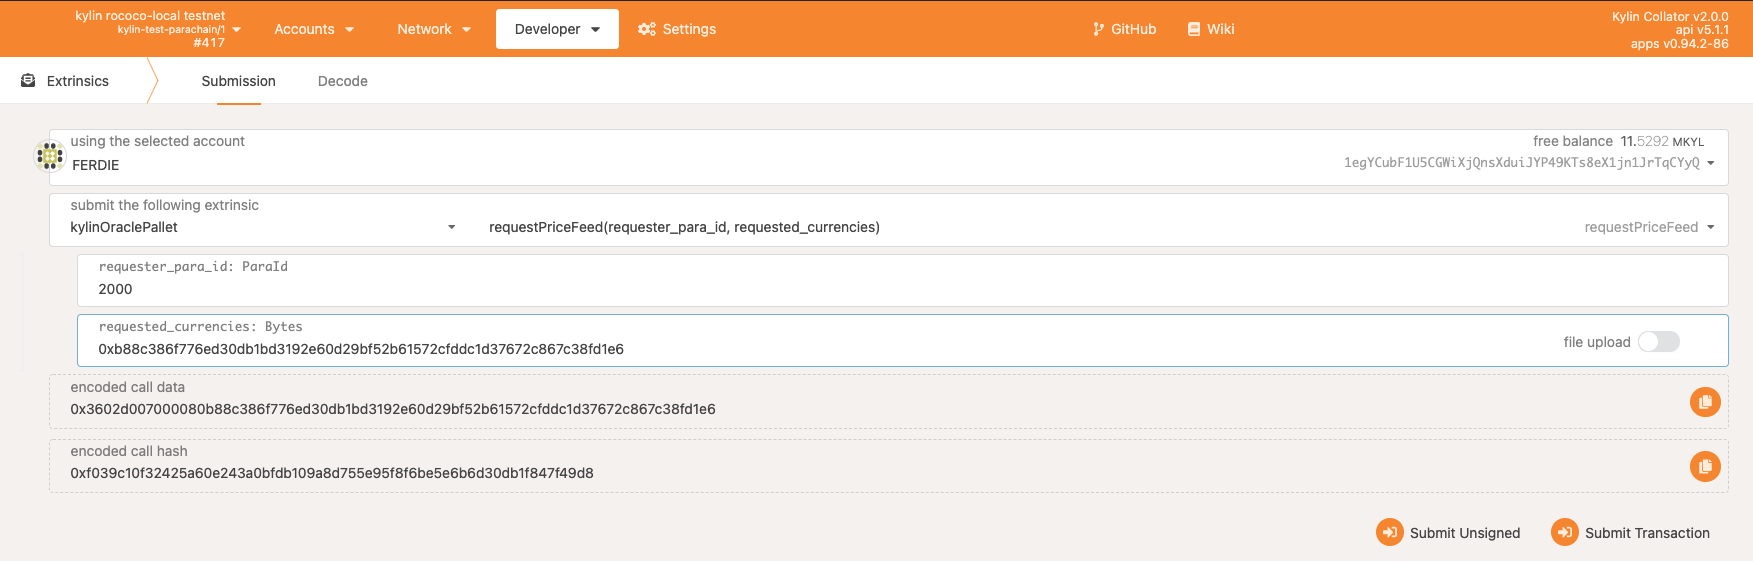 kylin rococo-local testnet
kylin-test-parachain/1
#417
Accounts
Network
Developer
Settings
GitHub
Wiki
Kylin Collator v2.0.0
api v5.1.1
apps v0.94.2-86
Extrinsics
Submission
Decode
using the selected account
FERDIE
free balance 11.5292 MKYL
1egYCubF1U5CGWiXjQnsXduiJYP49KTs8eX1jn1JrTqCYyQ
submit the following extrinsic
kylinOraclePallet
requestPriceFeed(requester_para_id, requested_currencies)
requestPriceFeed
requester_para_id: ParaId
2000
requested_currencies: Bytes
0xb88c386f776ed30db1bd3192e60d29bf52b61572cfddc1d37672c867c38fd1e6
file upload
encoded call data
0x3602d007000080b88c386f776ed30db1bd3192e60d29bf52b61572cfddc1d37672c867c38fd1e6
encoded call hash
0xf039c10f32425a60e243a0bfdb109a8d755e95f8f6be5e6b6d30db1f847f49d8
Submit Unsigned
Submit Transaction